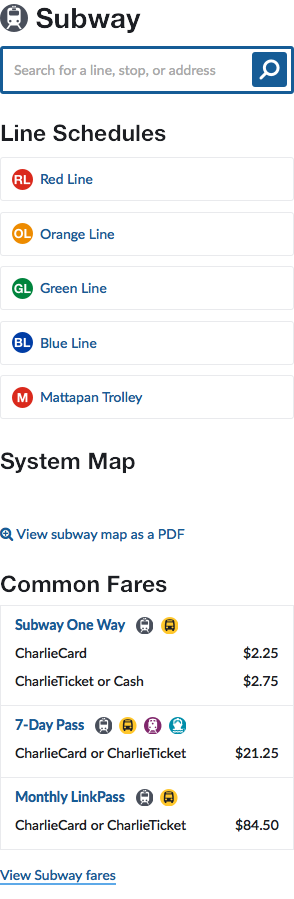 Subway
Search for a line, stop, or address
Line Schedules
RL Red Line
OL Orange Line
GL Green Line
BL Blue Line
M Mattapan Trolley
System Map
View subway map as a PDF
Common Fares
Subway One Way
CharlieCard $2.25
CharlieTicket or Cash $2.75
7-Day Pass
CharlieCard or CharlieTicket $21.25
Monthly LinkPass
CharlieCard or CharlieTicket $84.50
View Subway fares